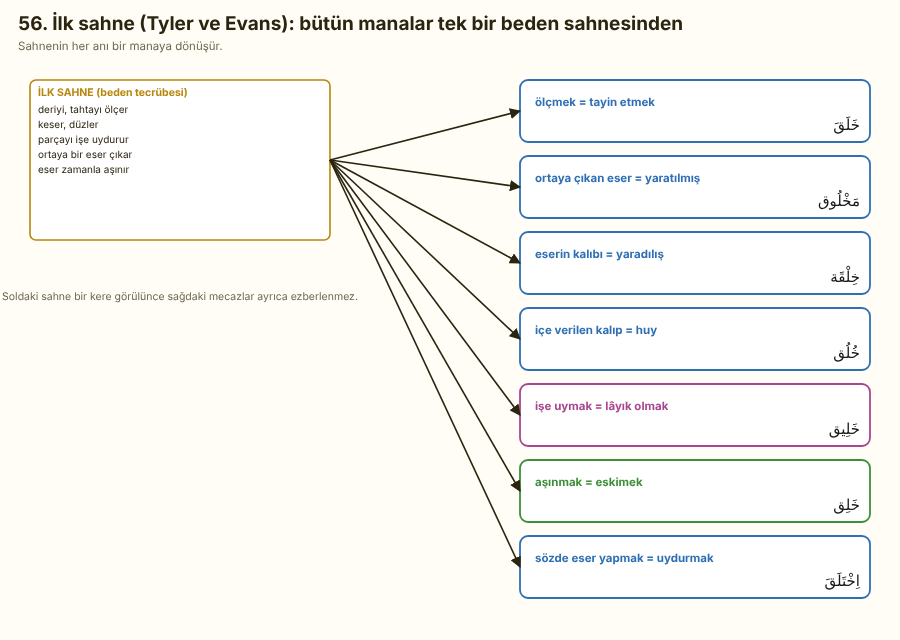 56. İlk sahne (Tyler ve Evans): bütün manalar tek bir beden sahnesinden
Sahnenin her anı bir manaya dönüşür.
İLK SAHNE (beden tecrübesi)
deriyi, tahtayı ölçer
keser, düzler
parçayı işe uydurur
ortaya bir eser çıkar
eser zamanla aşınır
Soldaki sahne bir kere görülünce sağdaki mecazlar ayrıca ezberlenmez.
ölçmek = tayin etmek
خَلَقَ
ortaya çıkan eser = yaratılmış
مَخْلُوق
eserin kalıbı = yaradılış
خِلْقَة
içe verilen kalıp = huy
خُلُق
işe uymak = lâyık olmak
خَلِيق
aşınmak = eskimek
خَلِق
sözde eser yapmak = uydurmak
اِخْتَلَقَ